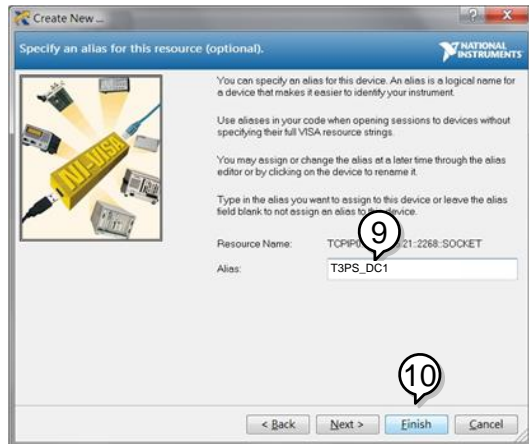 Create New ...
Specify an alias for this resource (optional).
NATIONAL
INSTRUMENTS
You can specify an alias for this device. An alias is a logical name for
a device that makes it easier to identify your instrument.
Use aliases in your code when opening sessions to devices without
specifying their full VISA resource strings.
You may assign or change the alias at a later time through the alias
editor or by clicking on the device to rename it.
Type in the alias you want to assign to this device or leave the alias
field blank to not assign an alias to this device.
NI-VISA
9
Resource Name: 21::2268::SOCKET
Alias: T3PS_DC1
10
< Back Next > Finish Cancel